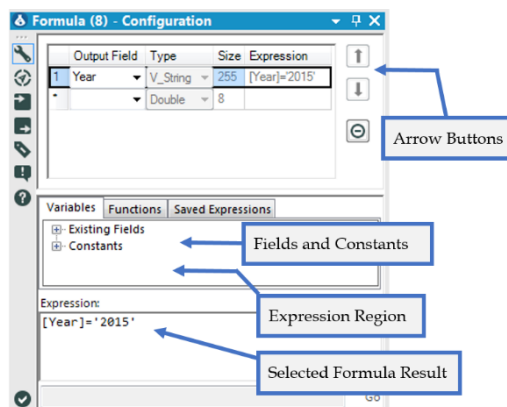 Formula (8) - Configuration
Output Field Type Size Expression
1 Year V_String 255 [Year]='2015'
* Double 8
Arrow Buttons
Variables Functions Saved Expressions
Existing Fields
Constants
Fields and Constants
Expression Region
Expression:
[Year]='2015'
Selected Formula Result
Go